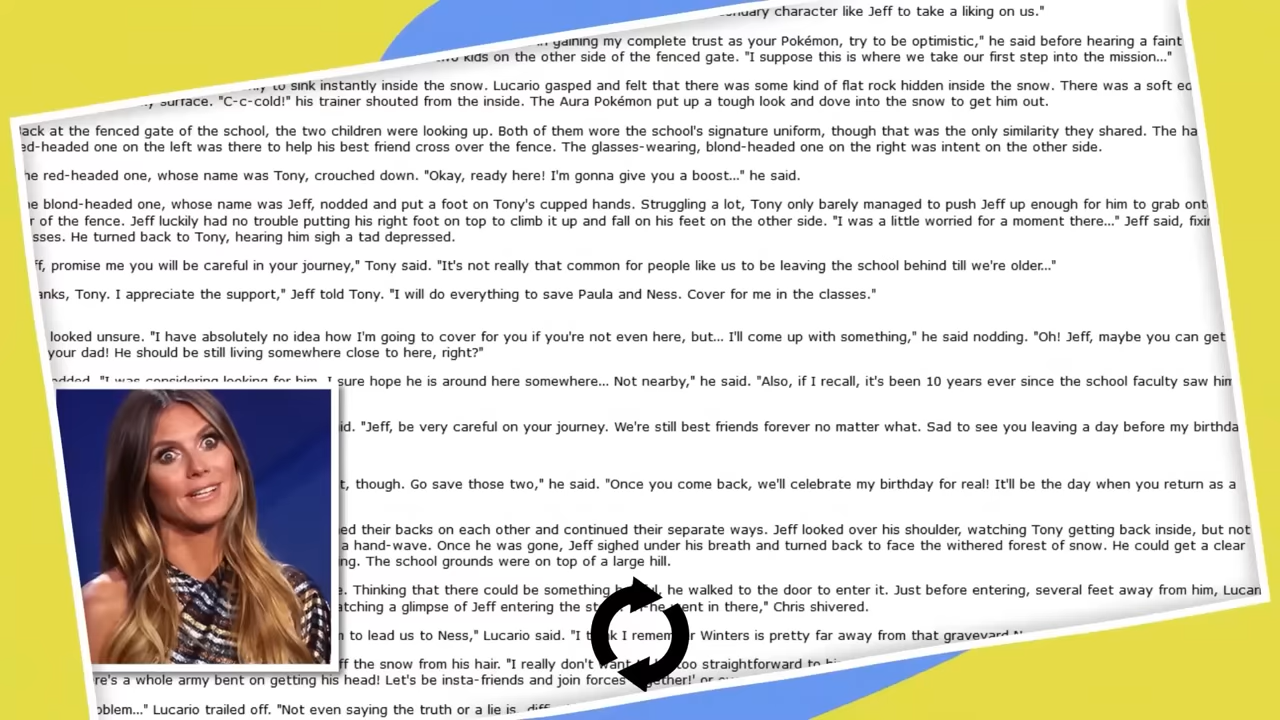 character like Jeff to take a liking on us."
gaining my complete trust as your Pokémon, try to be optimistic," he said before hearing a faint
kids on the other side of the fenced gate. "I suppose this is where we take our first step into the mission..."
to sink instantly inside the snow. Lucario gasped and felt that there was some kind of flat rock hidden inside the snow. There was a soft
surface. "C-c-cold!" his trainer shouted from the inside. The Aura Pokémon put up a tough look and dove into the snow to get him out.
at the fenced gate of the school, the two children were looking up. Both of them wore the school's signature uniform, though that was the only similarity they shared. The
one on the left was there to help his best friend cross over the fence. The glasses-wearing, blond-headed one on the right was intent on the other side.
red-headed one, whose name was Tony, crouched down. "Okay, ready here! I'm gonna give you a boost..." he said.
blond-headed one, whose name was Jeff, nodded and put a foot on Tony's cupped hands. Struggling a lot, Tony only barely managed to push Jeff up enough for him to grab
of the fence. Jeff luckily had no trouble putting his right foot on top to climb it up and fall on his feet on the other side. "I was a little worried for a moment there..." Jeff said,
He turned back to Tony, hearing him sigh a tad depressed.
promise me you will be careful in your journey," Tony said. "It's not really that common for people like us to be leaving the school behind till we're older..."
Tony. I appreciate the support," Jeff told Tony. "I will do everything to save Paula and Ness. Cover for me in the classes."
looked unsure. "I have absolutely no idea how I'm going to cover for you if you're not even here, but... I'll come up with something," he said nodding. "Oh! Jeff, maybe you can get
your dad! He should be still living somewhere close to here, right?"
"I was considering looking for him. I sure hope he is around here somewhere... Not nearby," he said. "Also, if I recall, it's been 10 years ever since the school faculty saw him
"Jeff, be very careful on your journey. We're still best friends forever no matter what. Sad to see you leaving a day before my
though. Go save those two," he said. "Once you come back, we'll celebrate my birthday for real! It'll be the day when you return as a
their backs on each other and continued their separate ways. Jeff looked over his shoulder, watching Tony getting back inside, but not
a hand-wave. Once he was gone, Jeff sighed under his breath and turned back to face the withered forest of snow. He could get a clear
The school grounds were on top of a large hill.
Thinking that there could be something he walked to the door to enter it. Just before entering, several feet away from him,
a glimpse of Jeff entering the went in there," Chris shivered.
to lead us to Ness," Lucario said. "I Winters is pretty far away from that graveyard
the snow from his hair. "I really don't too straightforward to
a whole army bent on getting his head! Let's be insta-friends and join forces
Lucario trailed off. "Not even saying the truth or a lie is